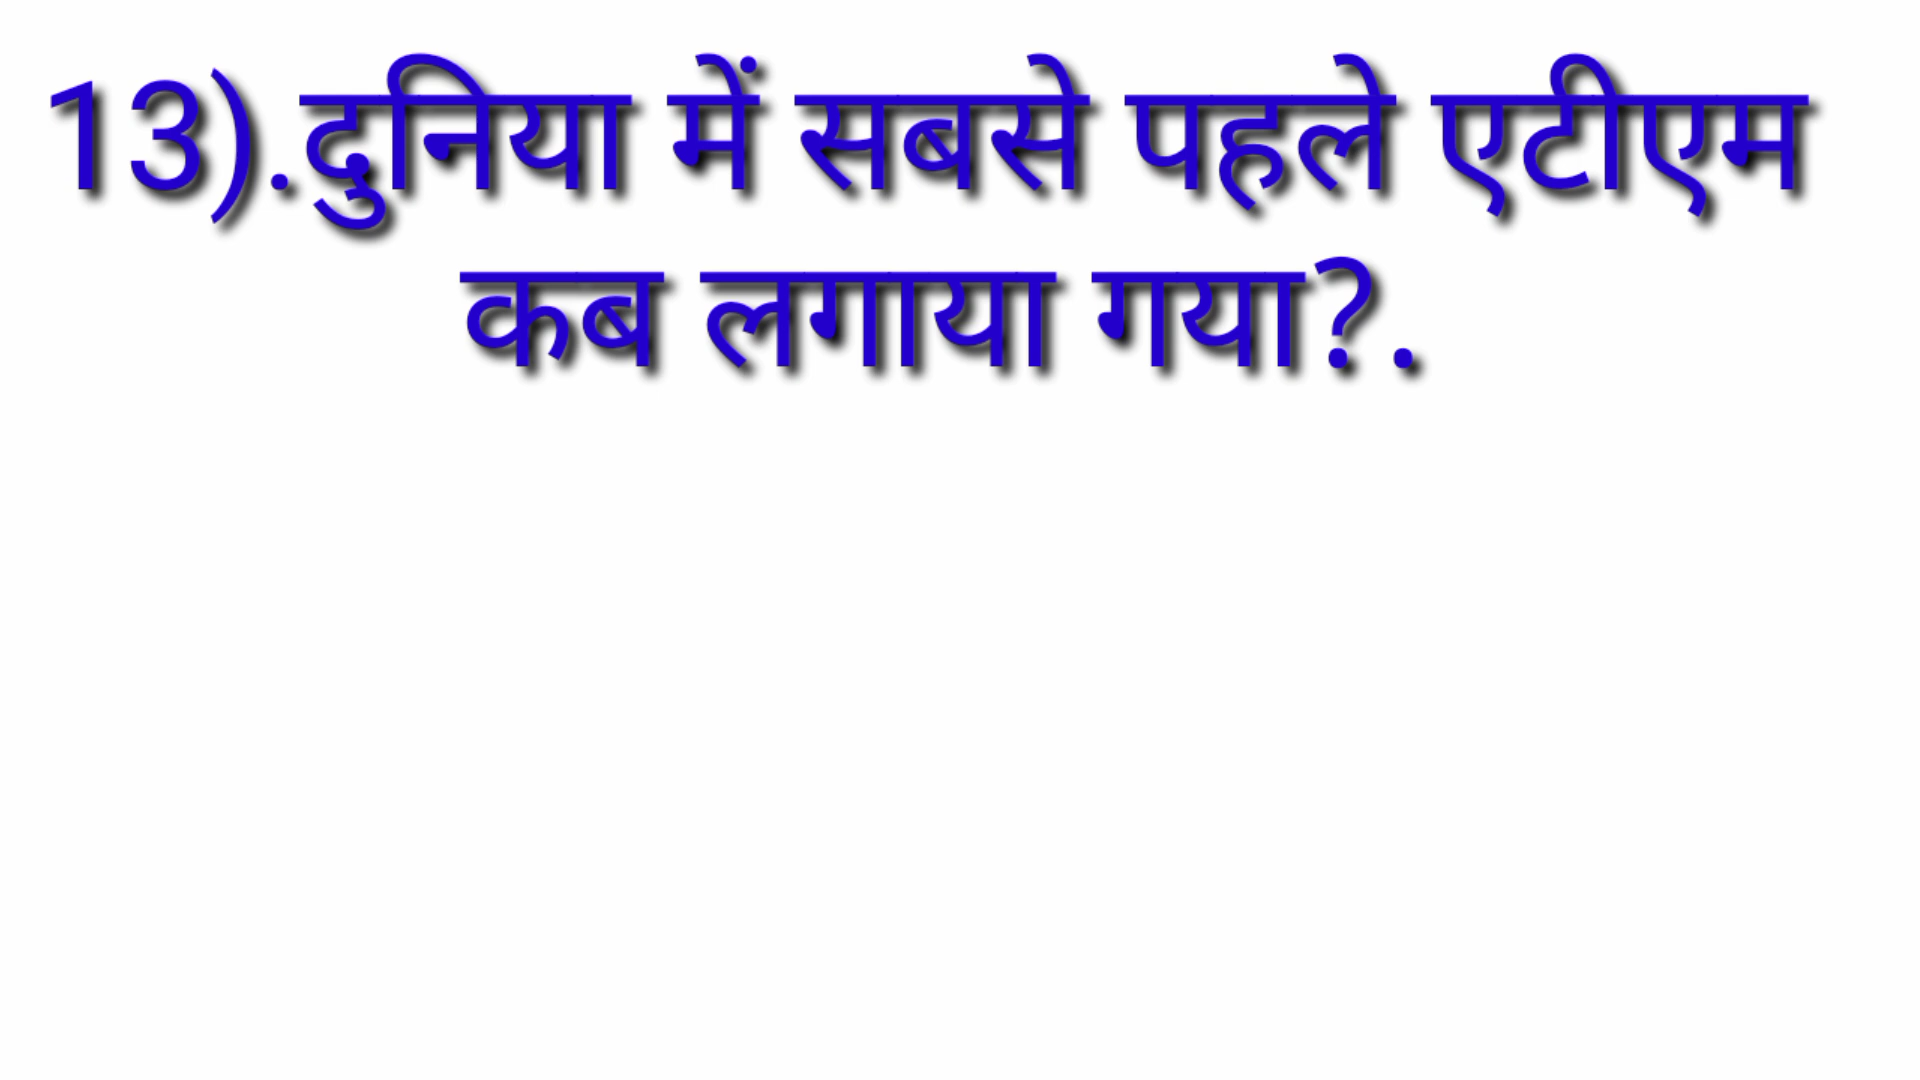 13).दुनिया में सबसे पहले एटीएम
कब लगाया गया?.